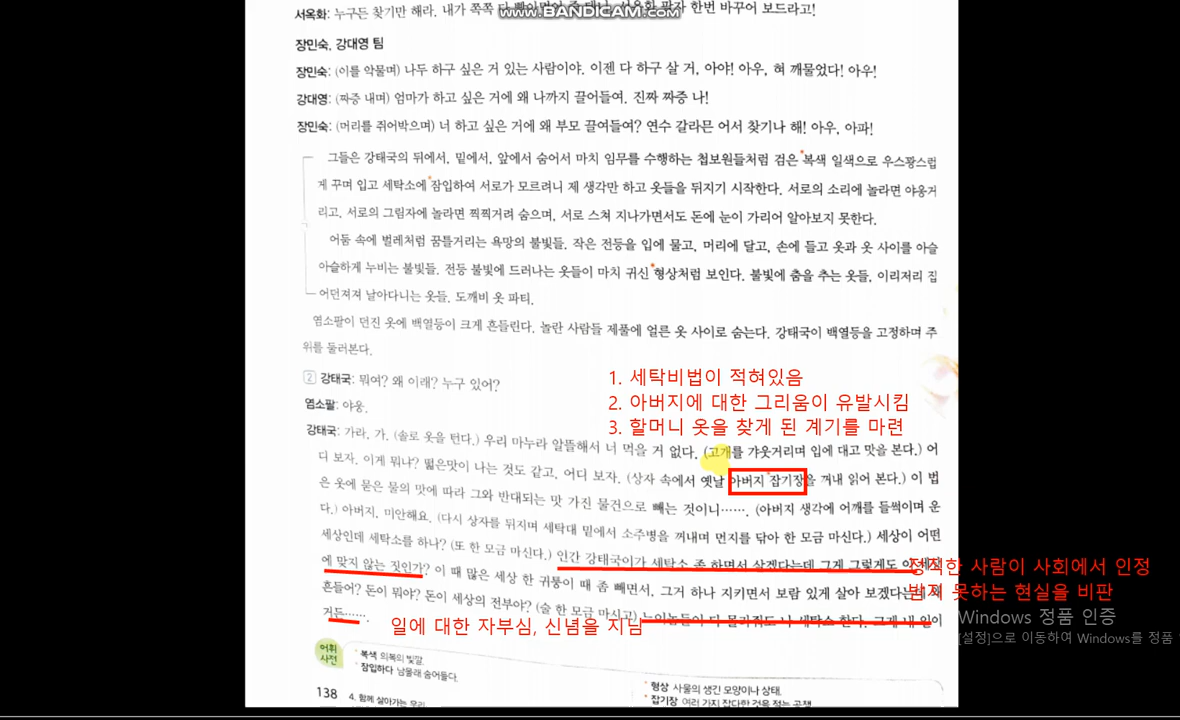 서옥화: 누구든 찾기만 해라. 내가 쪽쪽
한번 바꾸어 보드라고!
www.BANDICAM.com
장민숙, 강대영 팀
장민숙: (이를 악물며) 나두 하구 싶은 거 있는 사람이야. 이젠 다 하구 살 거, 아야! 아우, 혀 깨물었다! 아우!
강대영: (짜증 내며) 엄마가 하고 싶은 거에 왜 나까지 끌어들여. 진짜 짜증 나!
장민숙: (머리를 쥐어박으며) 너 하고 싶은 거에 왜 부모 끌여들여? 연수 갈라믄 어서 찾기나 해! 아우, 아파!
그들은 강태국의 뒤에서, 밑에서, 앞에서 숨어서 마치 임무를 수행하는 첩보원들처럼 검은 복색 일색으로 우스꽝스럽
게 꾸며 입고 세탁소에 잠입하여 서로가 모르려니 제 생각만 하고 옷들을 뒤지기 시작한다. 서로의 소리에 놀라면 야옹거
리고, 서로의 그림자에 놀라면 찍찍거려 숨으며, 서로 스쳐 지나가면서도 돈에 눈이 가리어 알아보지 못한다.
어둠 속에 벌레처럼 꿈틀거리는 욕망의 불빛들. 작은 전등을 입에 물고, 머리에 달고, 손에 들고 옷과 옷 사이를 아슬
아슬하게 누비는 불빛들. 전등 불빛에 드러나는 옷들이 마치 귀신 형상처럼 보인다. 불빛에 춤을 추는 옷들, 이리저리 집
어던져져 날아다니는 옷들. 도깨비 옷 파티.
염소팔이 던진 옷에 백열등이 크게 흔들린다. 놀란 사람들 제풀에 얼른 옷 사이로 숨는다. 강태국이 백열등을 고정하며 주
위를 둘러본다.
2 강태국: 뭐여? 왜 이래? 누구 있어?
염소팔: 야옹.
1. 세탁비법이 적혀있음
2. 아버지에 대한 그리움이 유발시킴
3. 할머니 옷을 찾게 된 계기를 마련
강태국: 가라, 가. (솔로 옷을 턴다.) 우리 마누라 알뜰해서 너 먹을 거 없다. (고개를 갸웃거리며 입에 대고 맛을 본다.) 어
디 보자. 이게 뭐냐? 떫은맛이 나는 것도 같고, 어디 보자. (상자 속에서 옛날 아버지 잡기장을 꺼내 읽어 본다.) 이 법
은 옷에 묻은 물의 맛에 따라 그와 반대되는 맛 가진 물건으로 빼는 것이니……. (아버지 생각에 어깨를 들썩이며 운
다.) 아버지, 미안해요. (다시 상자를 뒤지며 세탁대 밑에서 소주병을 꺼내며 먼지를 닦아 한 모금 마신다.) 세상이 어떤
세상인데 세탁소를 하나? (또 한 모금 마신다.) 인간 강태국이가 세탁소 좀 하면서 살겠다는데 그게 그렇게도 이 세상
에 맞지 않는 짓인가? 이 때 많은 세상 한 귀퉁이 때 좀 빼면서, 그거 하나 지키면서 보람 있게 살아 보겠다는데 왜
흔들어? 돈이 뭐야? 돈이 세상의 전부야? (술 한 모금 마시고) 느이놈들이 다 몰라줘도 나 세탁소 한다. 그게 내 일이
거든…….
정직한 사람이 사회에서 인정
받지 못하는 현실을 비판
일에 대한 자부심, 신념을 지님
Windows 정품 인증
[설정]으로 이동하여 Windows를 정품
어휘
사전
복색 의복의 빛깔.
잠입하다 남몰래 숨어들다.
형상 사물의 생긴 모양이나 상태.
잡기장 여러 가지 잡다한 것을 적는 공책.
138 4. 함께 살아가는 우리